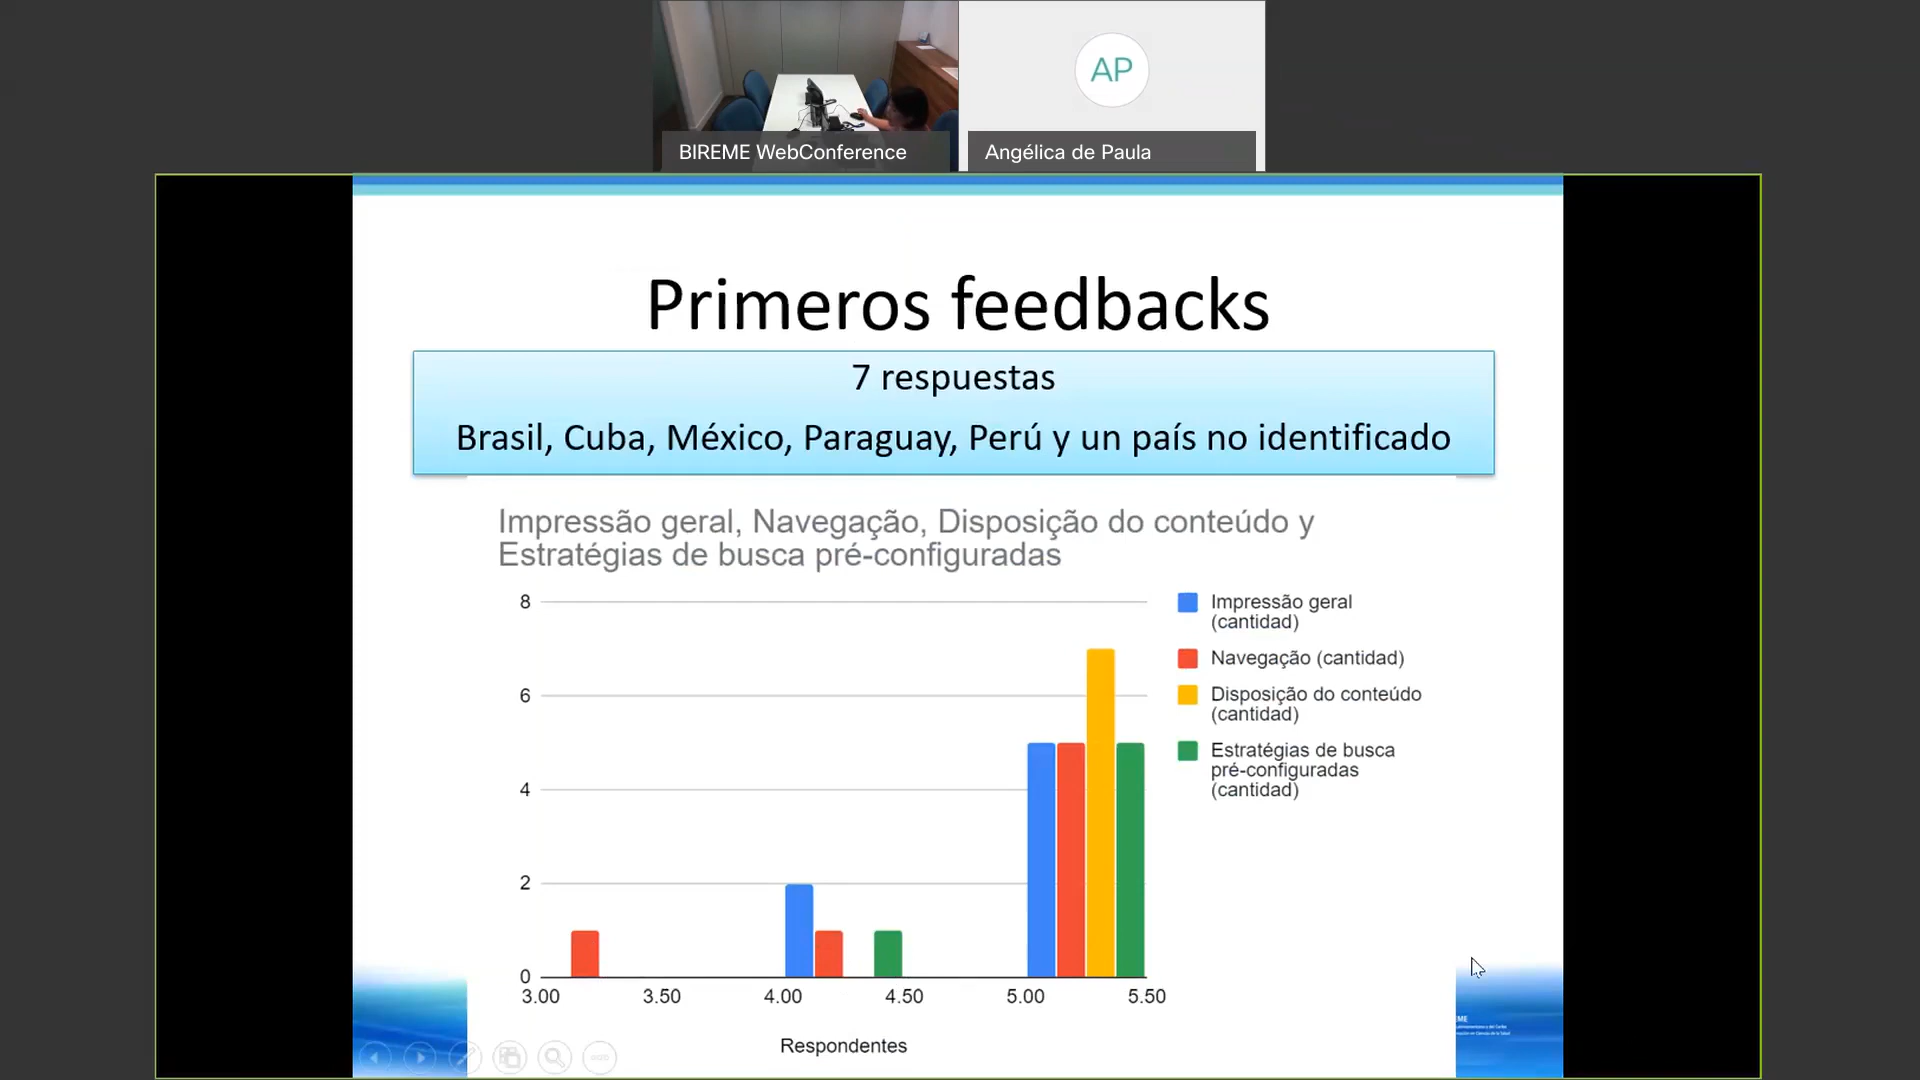 AP
BIREME WebConference
Angélica de Paula
Primeros feedbacks
7 respuestas
Brasil, Cuba, México, Paraguay, Perú y un país no identificado
Impressão geral, Navegação, Disposição do conteúdo y
Estratégias de busca pré-configuradas
8
6
4
2
0
3.00 3.50 4.00 4.50 5.00 5.50
Respondentes
Impressão geral
(cantidad)
Navegação (cantidad)
Disposição do conteúdo
(cantidad)
Estratégias de busca
pré-configuradas
(cantidad)